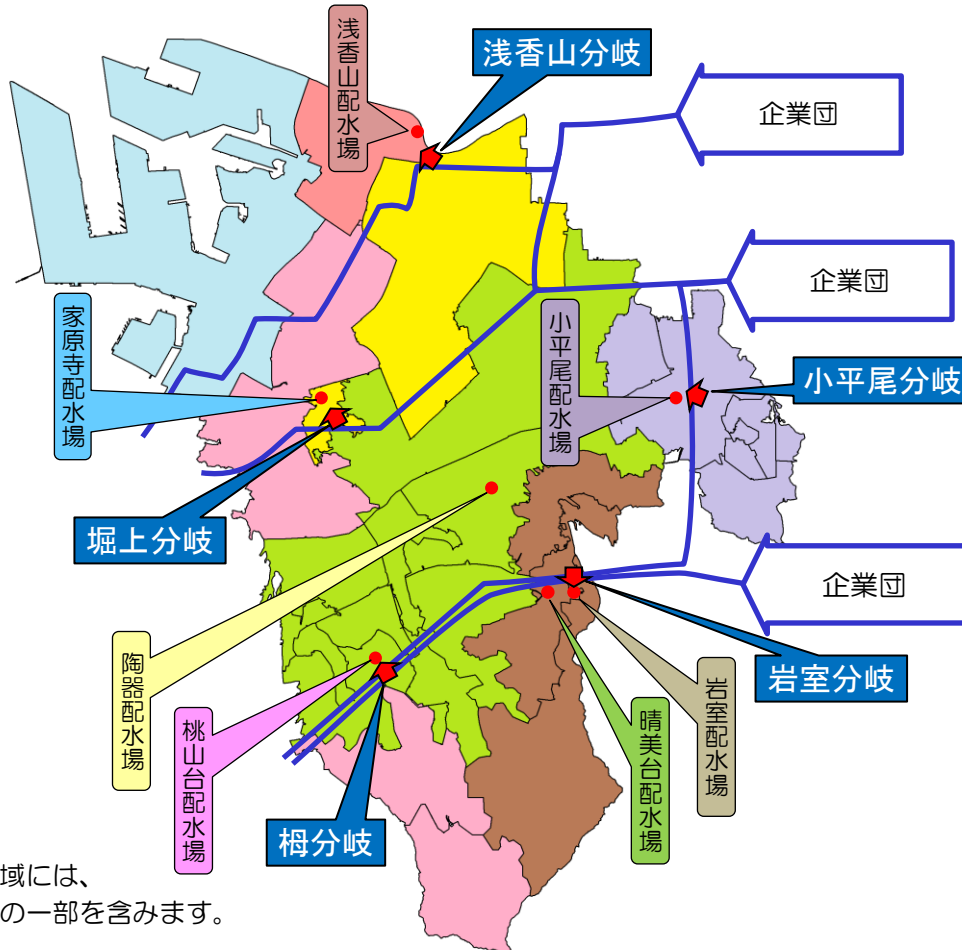 浅香山配水場
浅香山分岐
企業団
企業団
家原寺配水場
小平尾配水場
小平尾分岐
堀上分岐
企業団
陶器配水場
桃山台配水場
栂分岐
晴美台配水場
岩室配水場
岩室分岐
域には、
の一部を含みます。